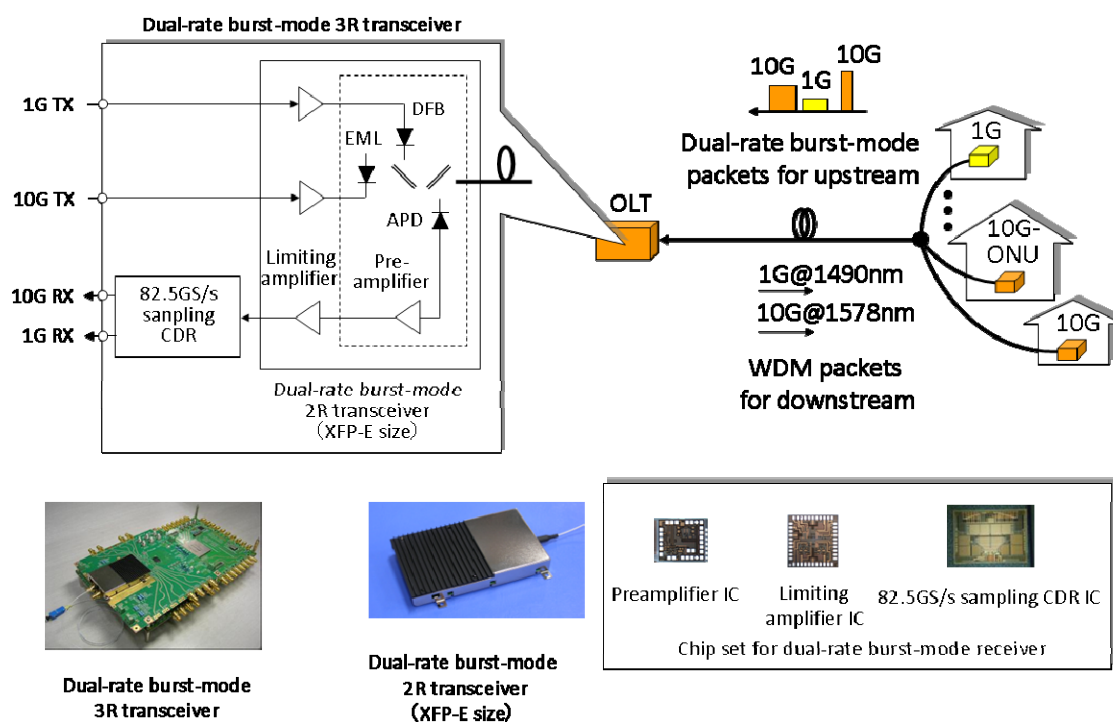 Dual-rate burst-mode 3R transceiver
1G TX
10G TX
10G RX
1G RX
DFB
EML
APD
Limiting
amplifier
Pre-
amplifier
82.5GS/s
sampling
CDR
Dual-rate burst-mode
2R transceiver
(XFP-E size)
10G
1G
10G
Dual-rate burst-mode
packets for upstream
OLT
1G@1490nm
10G@1578nm
WDM packets
for downstream
1G
10G-
ONU
10G
Dual-rate burst-mode
3R transceiver
Dual-rate burst-mode
2R transceiver
(XFP-E size)
Preamplifier IC
Limiting
amplifier IC
82.5GS/s sampling CDR IC
Chip set for dual-rate burst-mode receiver